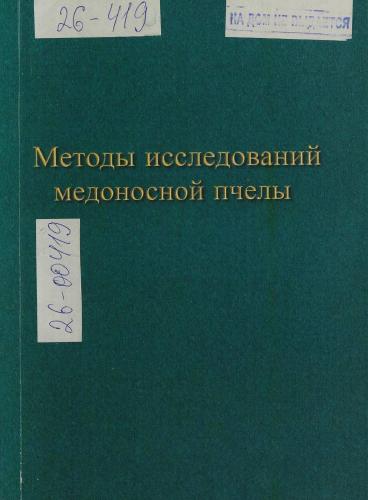 26-419
НА ДОМ НЕ ВЫДАЕТСЯ
Методы исследований
медоносной пчелы
26-00419